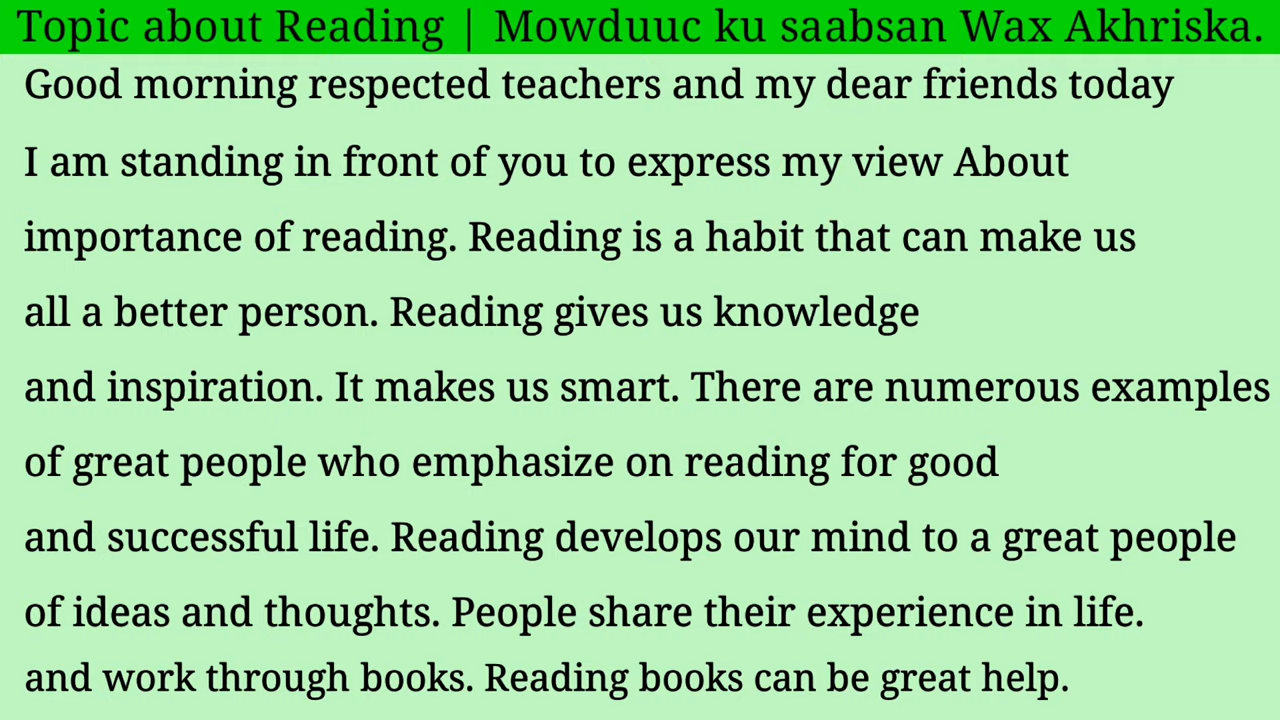 Topic about Reading | Mowduuc ku saabsan Wax Akhriska.
Good morning respected teachers and my dear friends today
I am standing in front of you to express my view About
importance of reading. Reading is a habit that can make us
all a better person. Reading gives us knowledge
and inspiration. It makes us smart. There are numerous examples
of great people who emphasize on reading for good
and successful life. Reading develops our mind to a great people
of ideas and thoughts. People share their experience in life.
and work through books. Reading books can be great help.